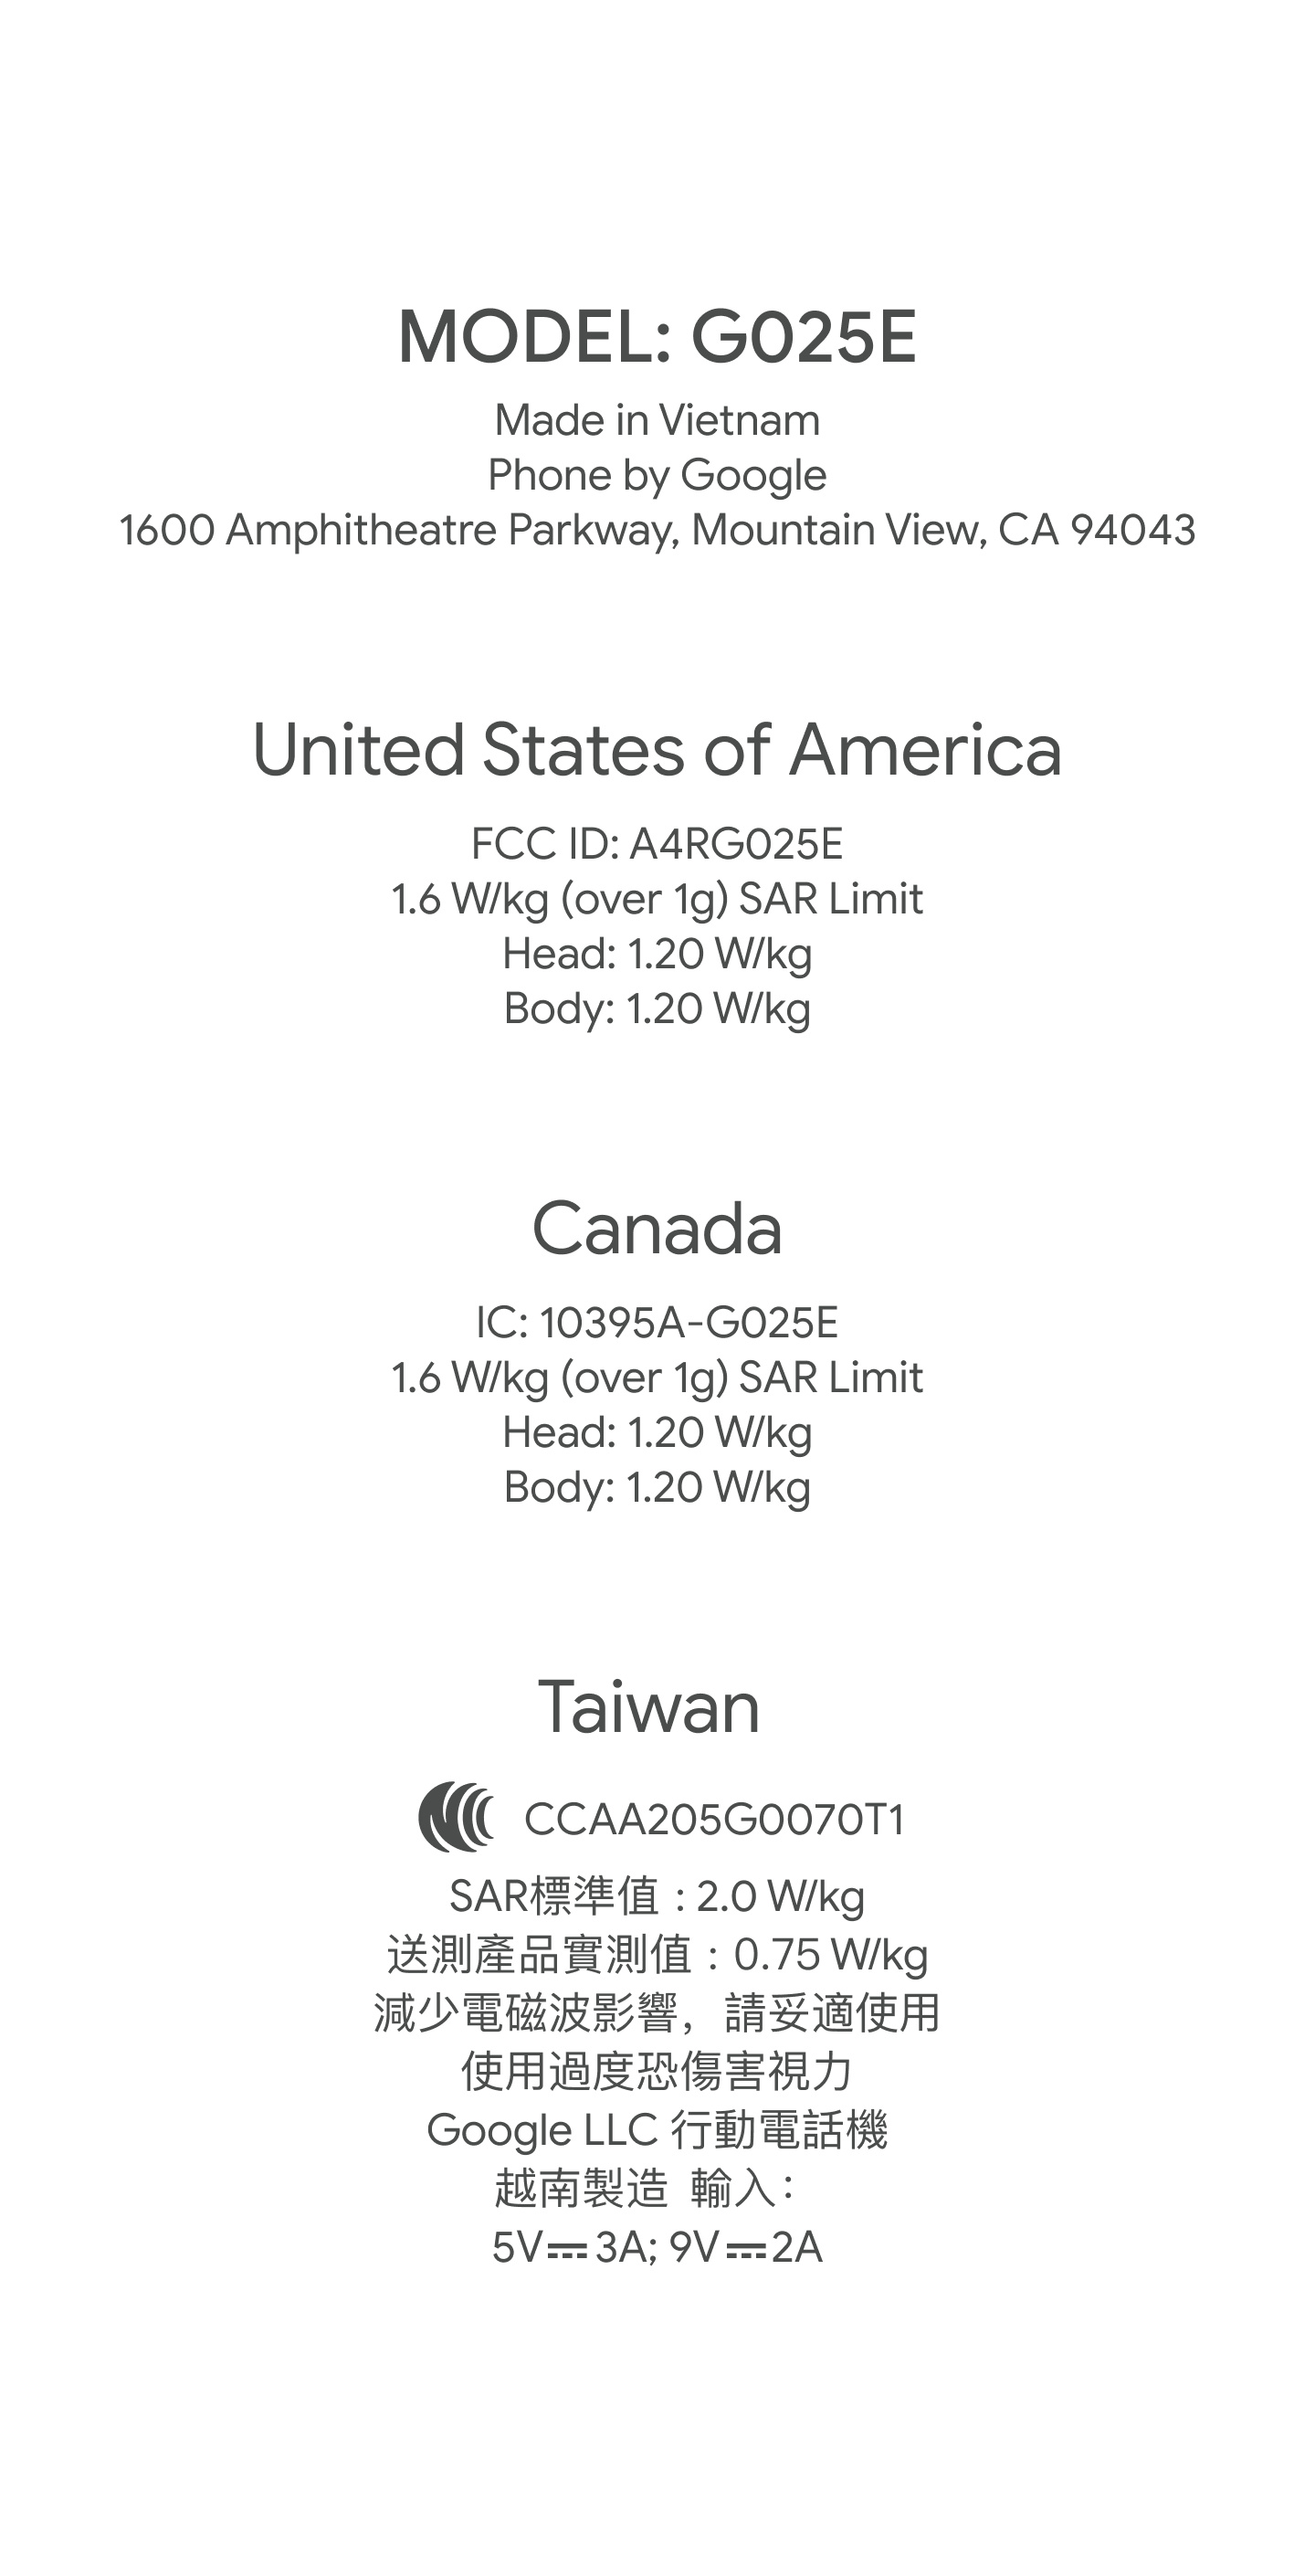 MODEL: G025E
Made in Vietnam
Phone by Google
1600 Amphitheatre Parkway, Mountain View, CA 94043
United States of America
FCC ID: A4RG025E
1.6 W/kg (over 1g) SAR Limit
Head: 1.20 W/kg
Body: 1.20 W/kg
Canada
IC: 10395A-G025E
1.6 W/kg (over 1g) SAR Limit
Head: 1.20 W/kg
Body: 1.20 W/kg
Taiwan
CCAA205G0070T1
SAR標準值 : 2.0 W/kg
送測產品實測值 : 0.75 W/kg
減少電磁波影響，請妥適使用
使用過度恐傷害視力
Google LLC 行動電話機
越南製造 輸入：
5V⎓3A; 9V⎓2A